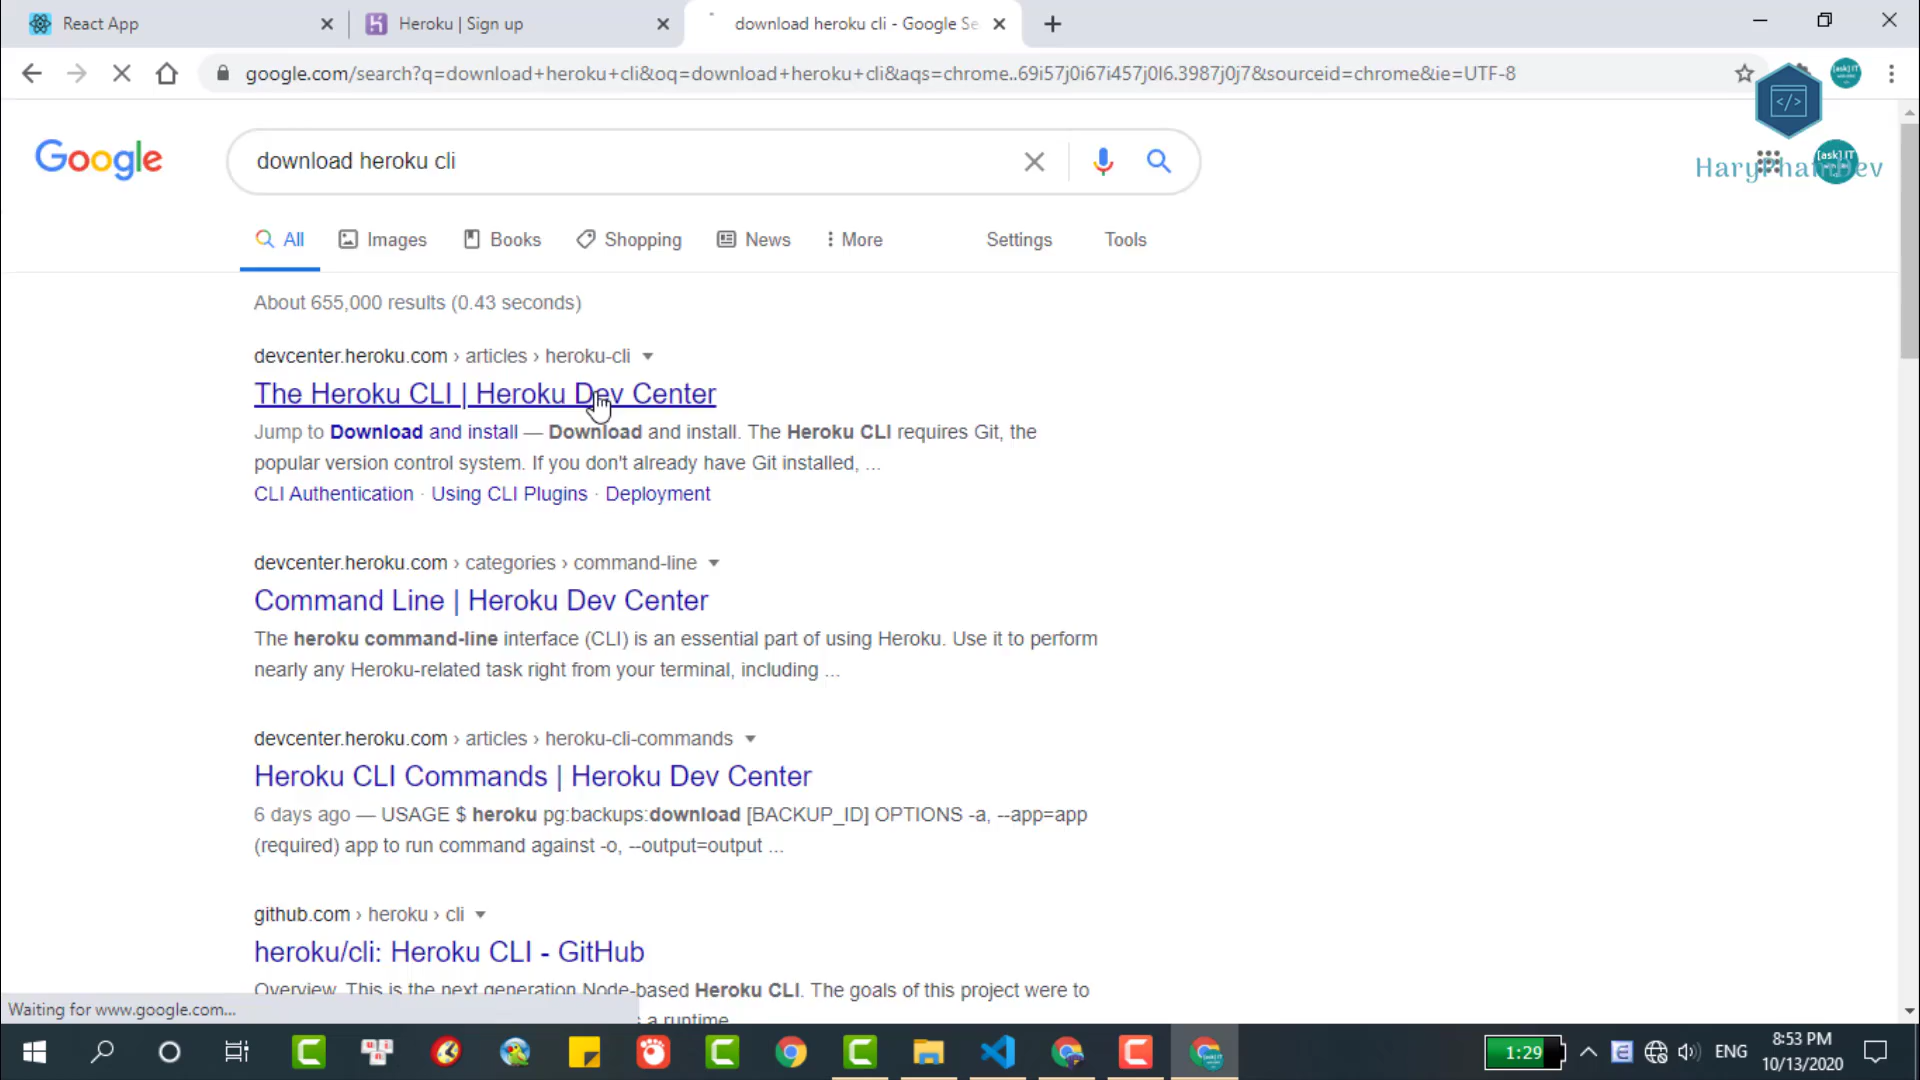 React App
Heroku | Sign up
download heroku cli - Google Se
google.com/search?q=download+heroku+cli&oq=download+heroku+cli&aqs=chrome..69i57j0i67i457j0l6.3987j0j7&sourceid=chrome&ie=UTF-8
Google
download heroku cli
[ask] IT
HaryPhanDev
All
Images
Books
Shopping
News
More
Settings
Tools
About 655,000 results (0.43 seconds)
devcenter.heroku.com › articles › heroku-cli
The Heroku CLI | Heroku Dev Center
Jump to Download and install — Download and install. The Heroku CLI requires Git, the
popular version control system. If you don't already have Git installed, ...
CLI Authentication · Using CLI Plugins · Deployment
devcenter.heroku.com › categories › command-line
Command Line | Heroku Dev Center
The heroku command-line interface (CLI) is an essential part of using Heroku. Use it to perform
nearly any Heroku-related task right from your terminal, including ...
devcenter.heroku.com › articles › heroku-cli-commands
Heroku CLI Commands | Heroku Dev Center
6 days ago — USAGE $ heroku pg:backups:download [BACKUP_ID] OPTIONS -a, --app=app
(required) app to run command against -o, --output=output ...
github.com › heroku › cli
heroku/cli: Heroku CLI - GitHub
Overview. This is the next generation Node-based Heroku CLI. The goals of this project were to
a runtime
Waiting for www.google.com...
1:29
ENG
8:53 PM
10/13/2020